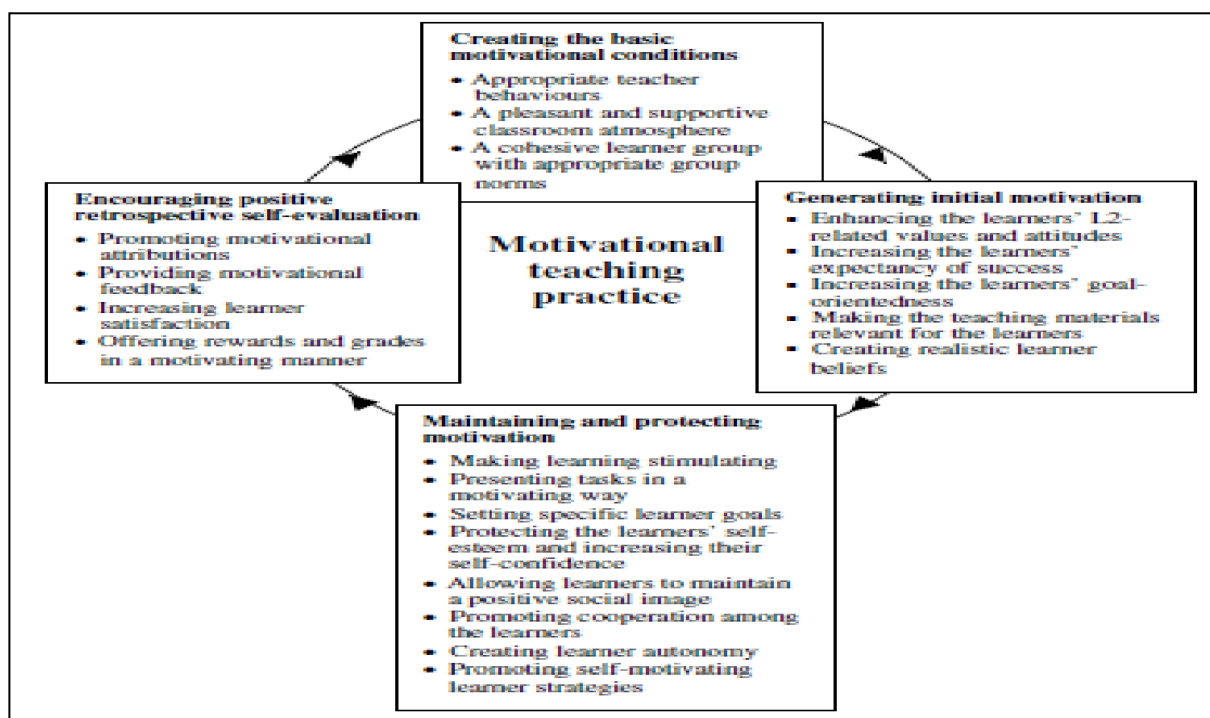 Creating the basic
motivational conditions
• Appropriate teacher
behaviours
• A pleasant and supportive
classroom atmosphere
• A cohesive learner group
with appropriate group
norms
Encouraging positive
retrospective self-evaluation
• Promoting motivational
attributions
• Providing motivational
feedback
• Increasing learner
satisfaction
• Offering rewards and grades
in a motivating manner
Motivational
teaching
practice
Generating initial motivation
• Enhancing the learners' L2-
related values and attitudes
• Increasing the learners'
expectancy of success
• Increasing the learners' goal-
orientedness
• Making the teaching materials
relevant for the learners
• Creating realistic learner
beliefs
Maintaining and protecting
motivation
• Making learning stimulating
• Presenting tasks in a
motivating way
• Setting specific learner goals
• Protecting the learners' self-
esteem and increasing their
self-confidence
• Allowing learners to maintain
a positive social image
• Promoting cooperation among
the learners
• Creating learner autonomy
• Promoting self-motivating
learner strategies